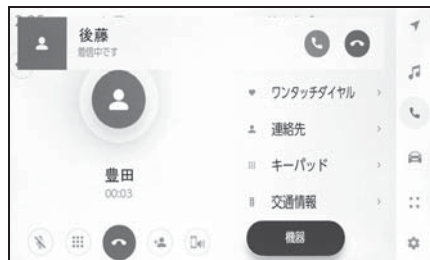 後藤
着信中です
ワンタッチダイヤル
連絡先
キーパッド
豊田
00:03
交通情報
機器